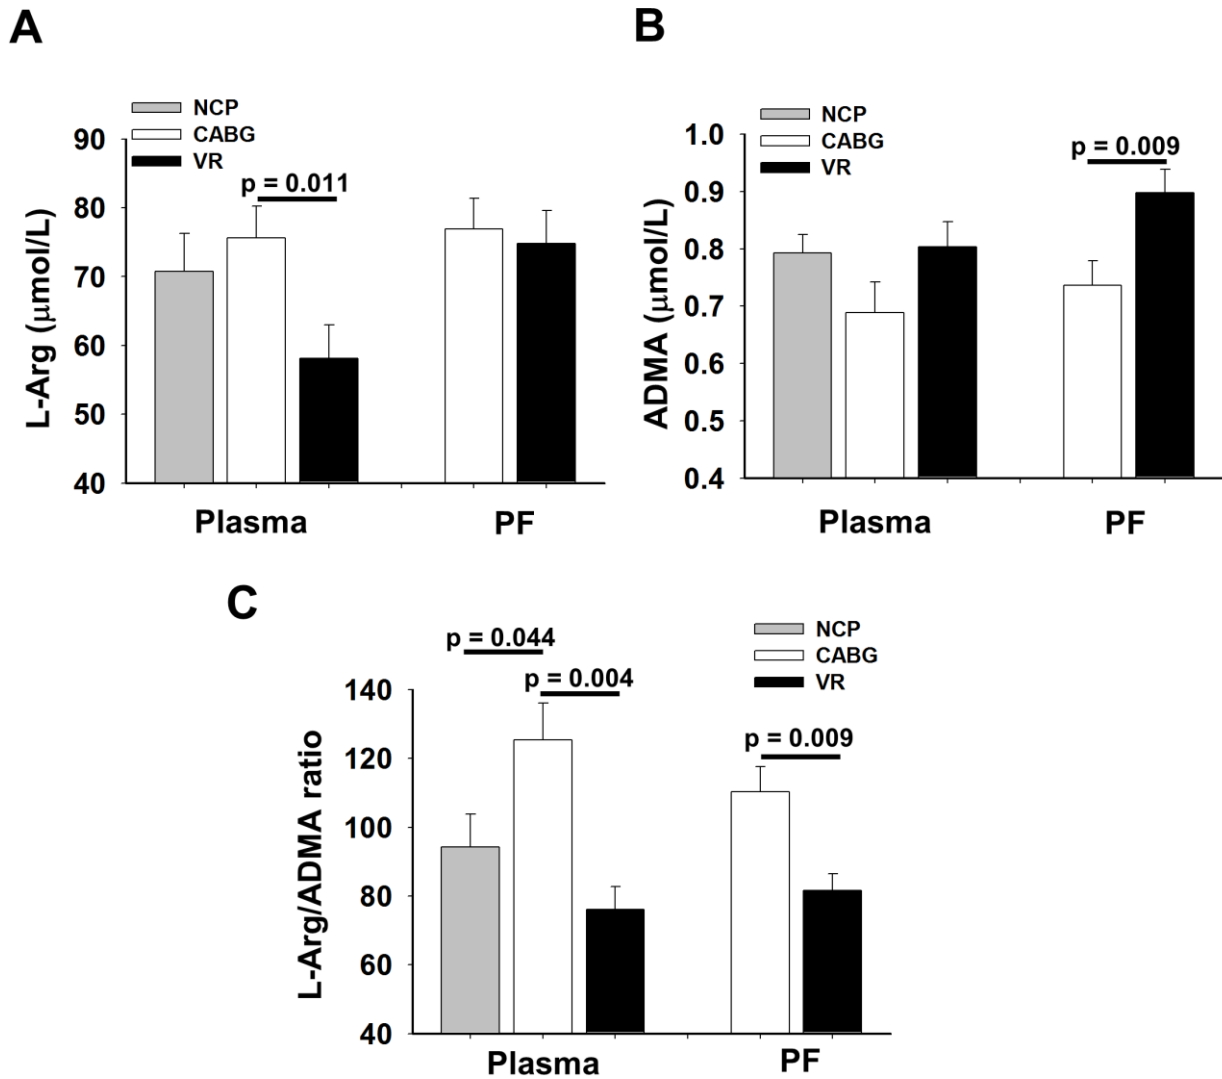 A
NCP
CABG
VR
p = 0.011
L-Arg (μmol/L)
90
80
70
60
50
40
Plasma
PF
B
NCP
CABG
VR
p = 0.009
ADMA (μmol/L)
1.0
0.9
0.8
0.7
0.6
0.5
0.4
Plasma
PF
C
NCP
CABG
VR
p = 0.044
p = 0.004
p = 0.009
L-Arg/ADMA ratio
140
120
100
80
60
40
Plasma
PF